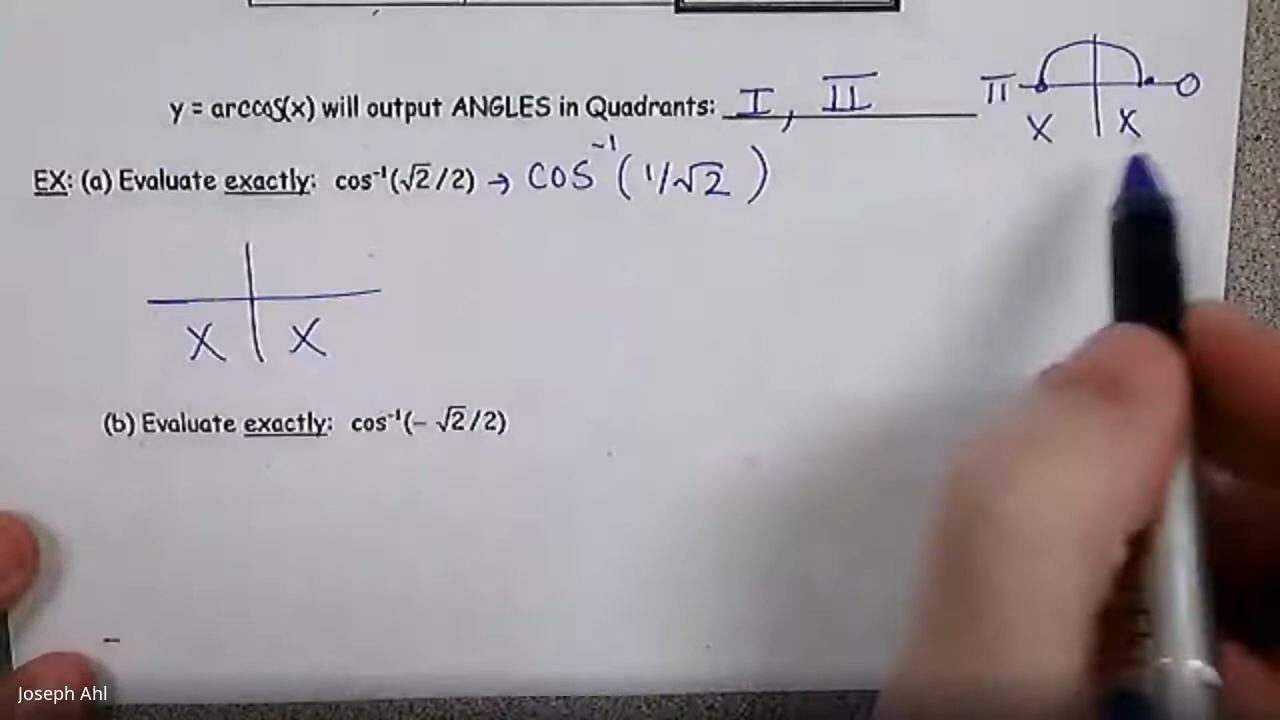 π 0
X X
y = arccos(x) will output ANGLES in Quadrants: I, II
EX: (a) Evaluate exactly: cos⁻¹(√2/2) → COS⁻¹(1/√2)
X X
(b) Evaluate exactly: cos⁻¹(- √2/2)
Joseph Ahl